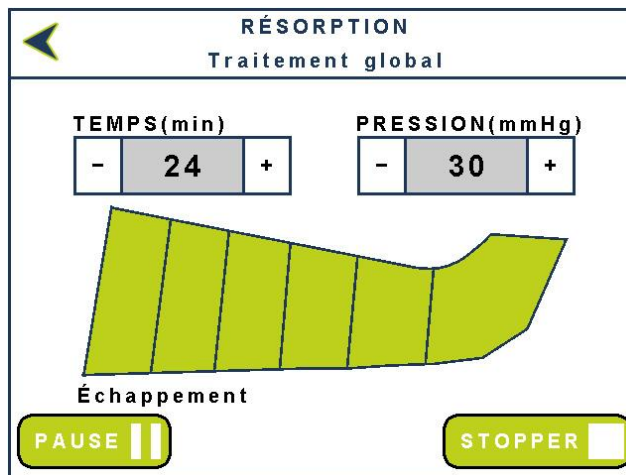 RÉSORPTION
Traitement global
TEMPS(min)
PRESSION(mmHg)
- 24 +
- 30 +
Échappement
PAUSE
STOPPER